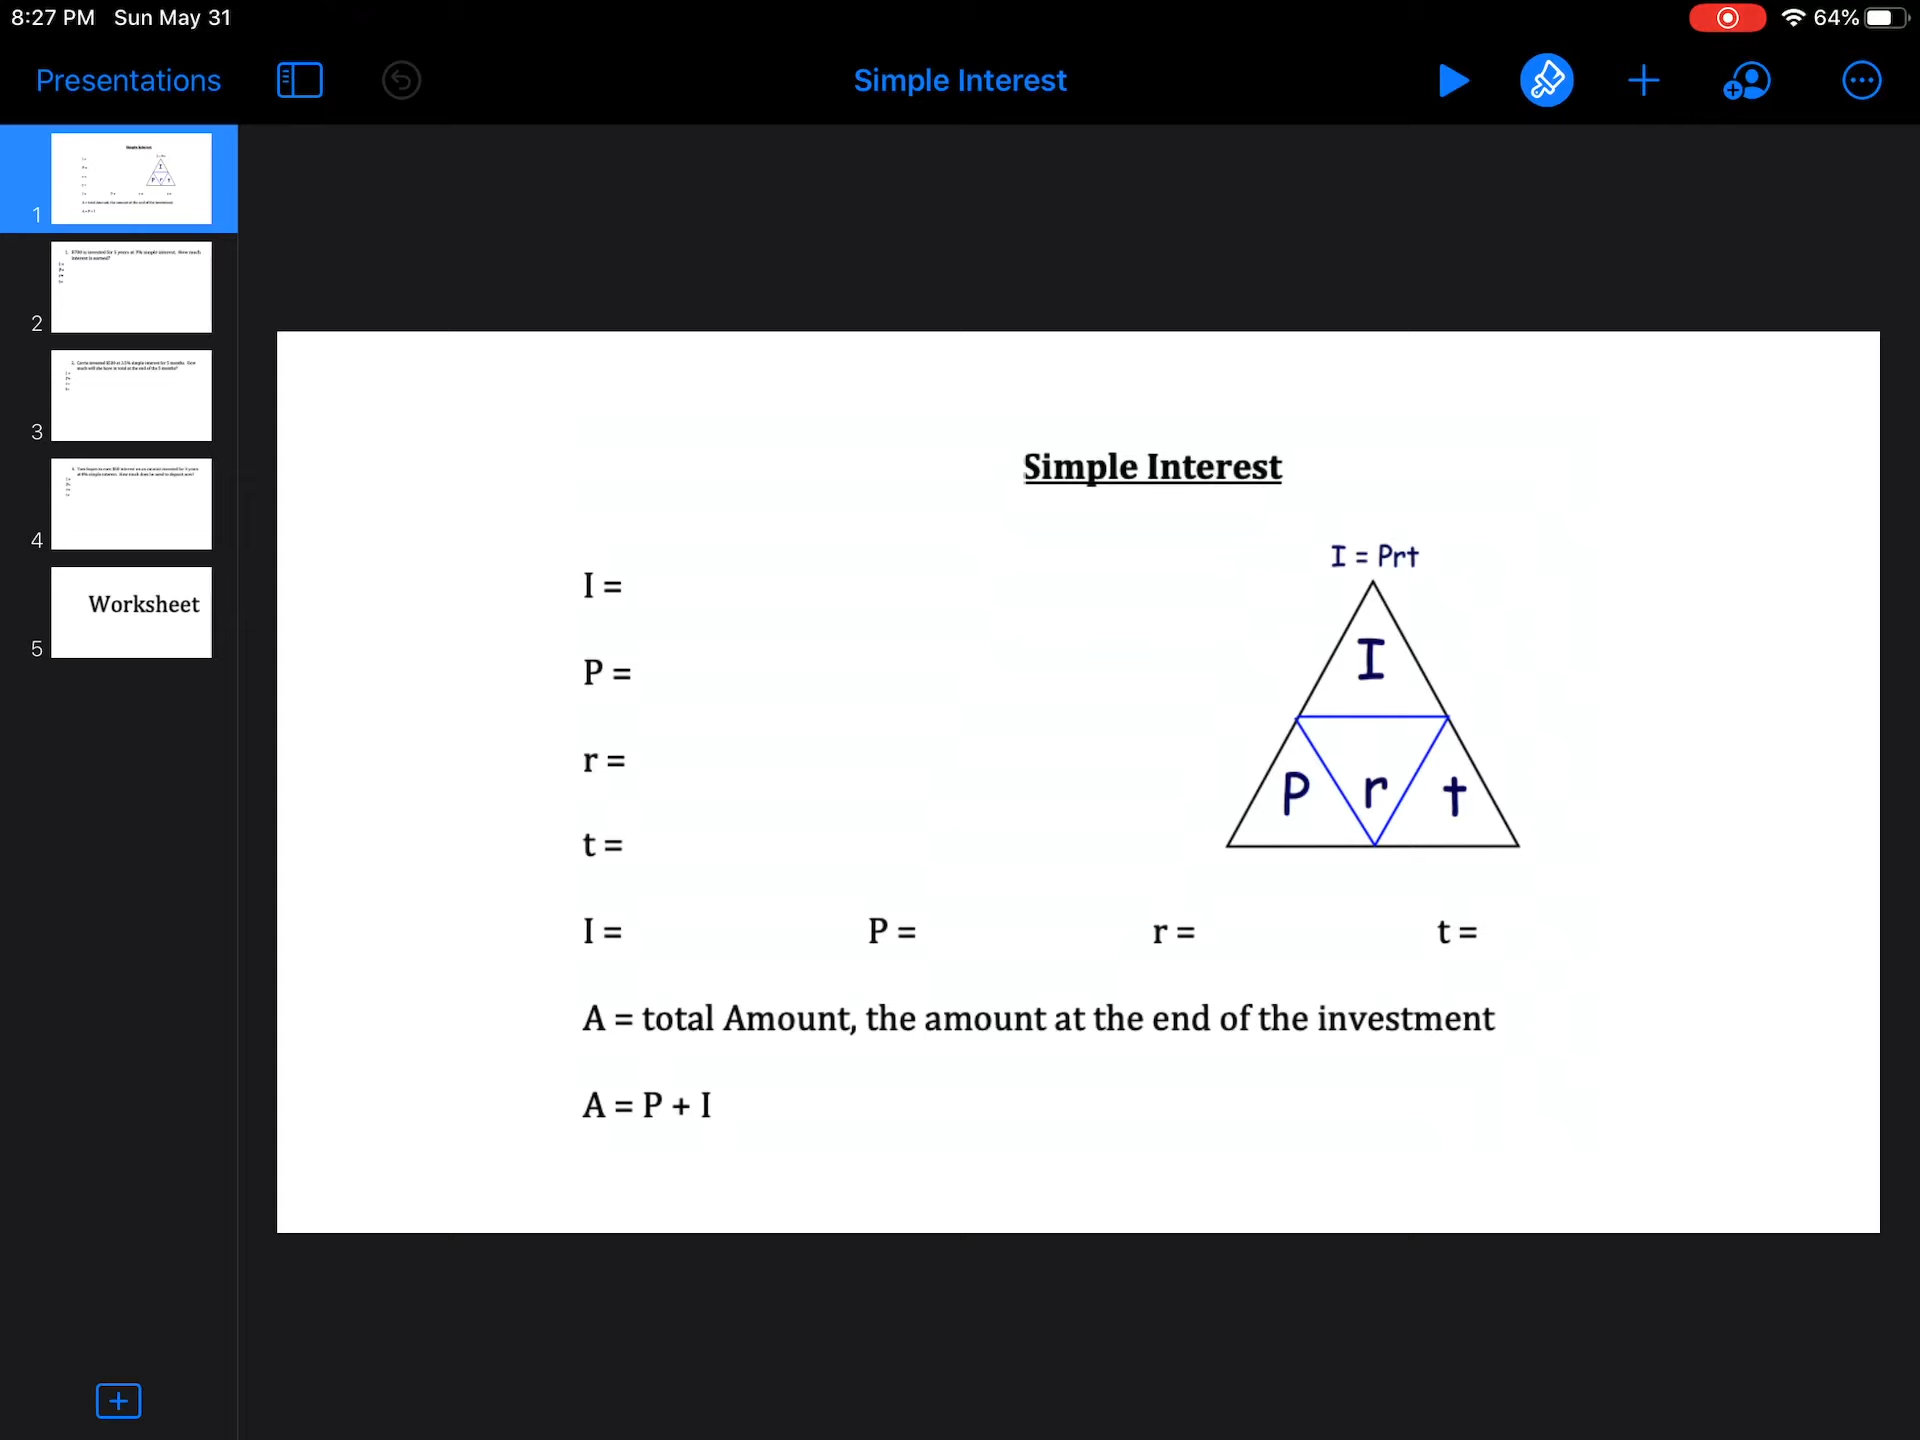 8:27 PM Sun May 31
64%
Presentations
Simple Interest
1
2
3
4
Worksheet
5
Simple Interest
I = Prt
I =
I
P =
r =
P r t
t =
I = P = r = t =
A = total Amount, the amount at the end of the investment
A = P + I